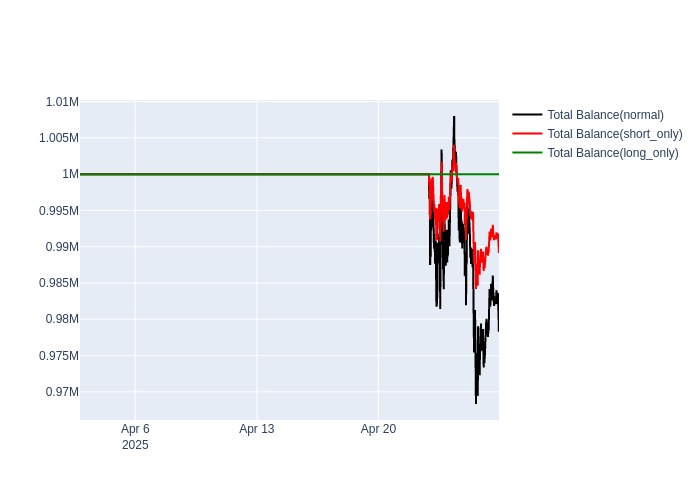 1.01M
1.005M
1M
0.995M
0.99M
0.985M
0.98M
0.975M
0.97M
Apr 6
2025
Apr 13
Apr 20
Total Balance(normal)
Total Balance(short_only)
Total Balance(long_only)